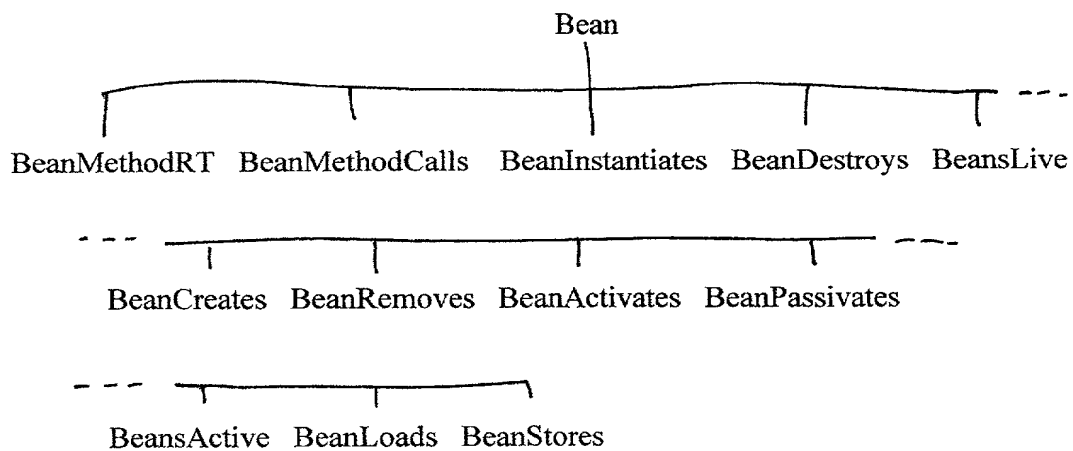 Bean
BeanMethodRT BeanMethodCalls BeanInstantiates BeanDestroys BeansLive
BeanCreates BeanRemoves BeanActivates BeanPassivates
BeansActive BeanLoads BeanStores